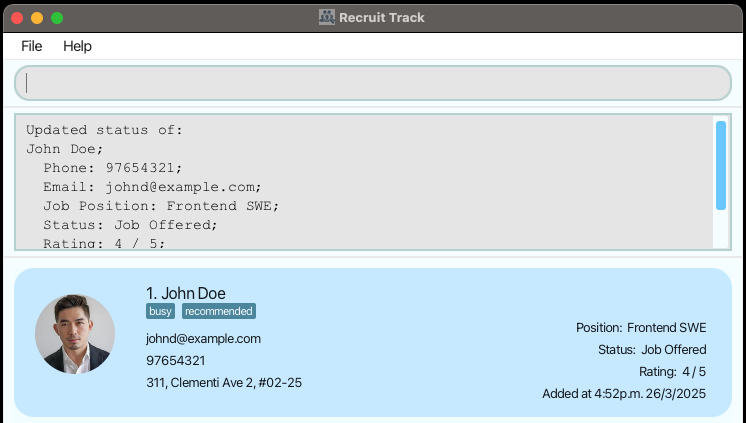 Recruit Track
File Help
Updated status of:
John Doe;
Phone: 97654321;
Email: johnd@example.com;
Job Position: Frontend SWE;
Status: Job Offered;
Rating: 4 / 5;
1. John Doe
busy recommended
johnd@example.com
97654321
311, Clementi Ave 2, #02-25
Position: Frontend SWE
Status: Job Offered
Rating: 4 / 5
Added at 4:52p.m. 26/3/2025